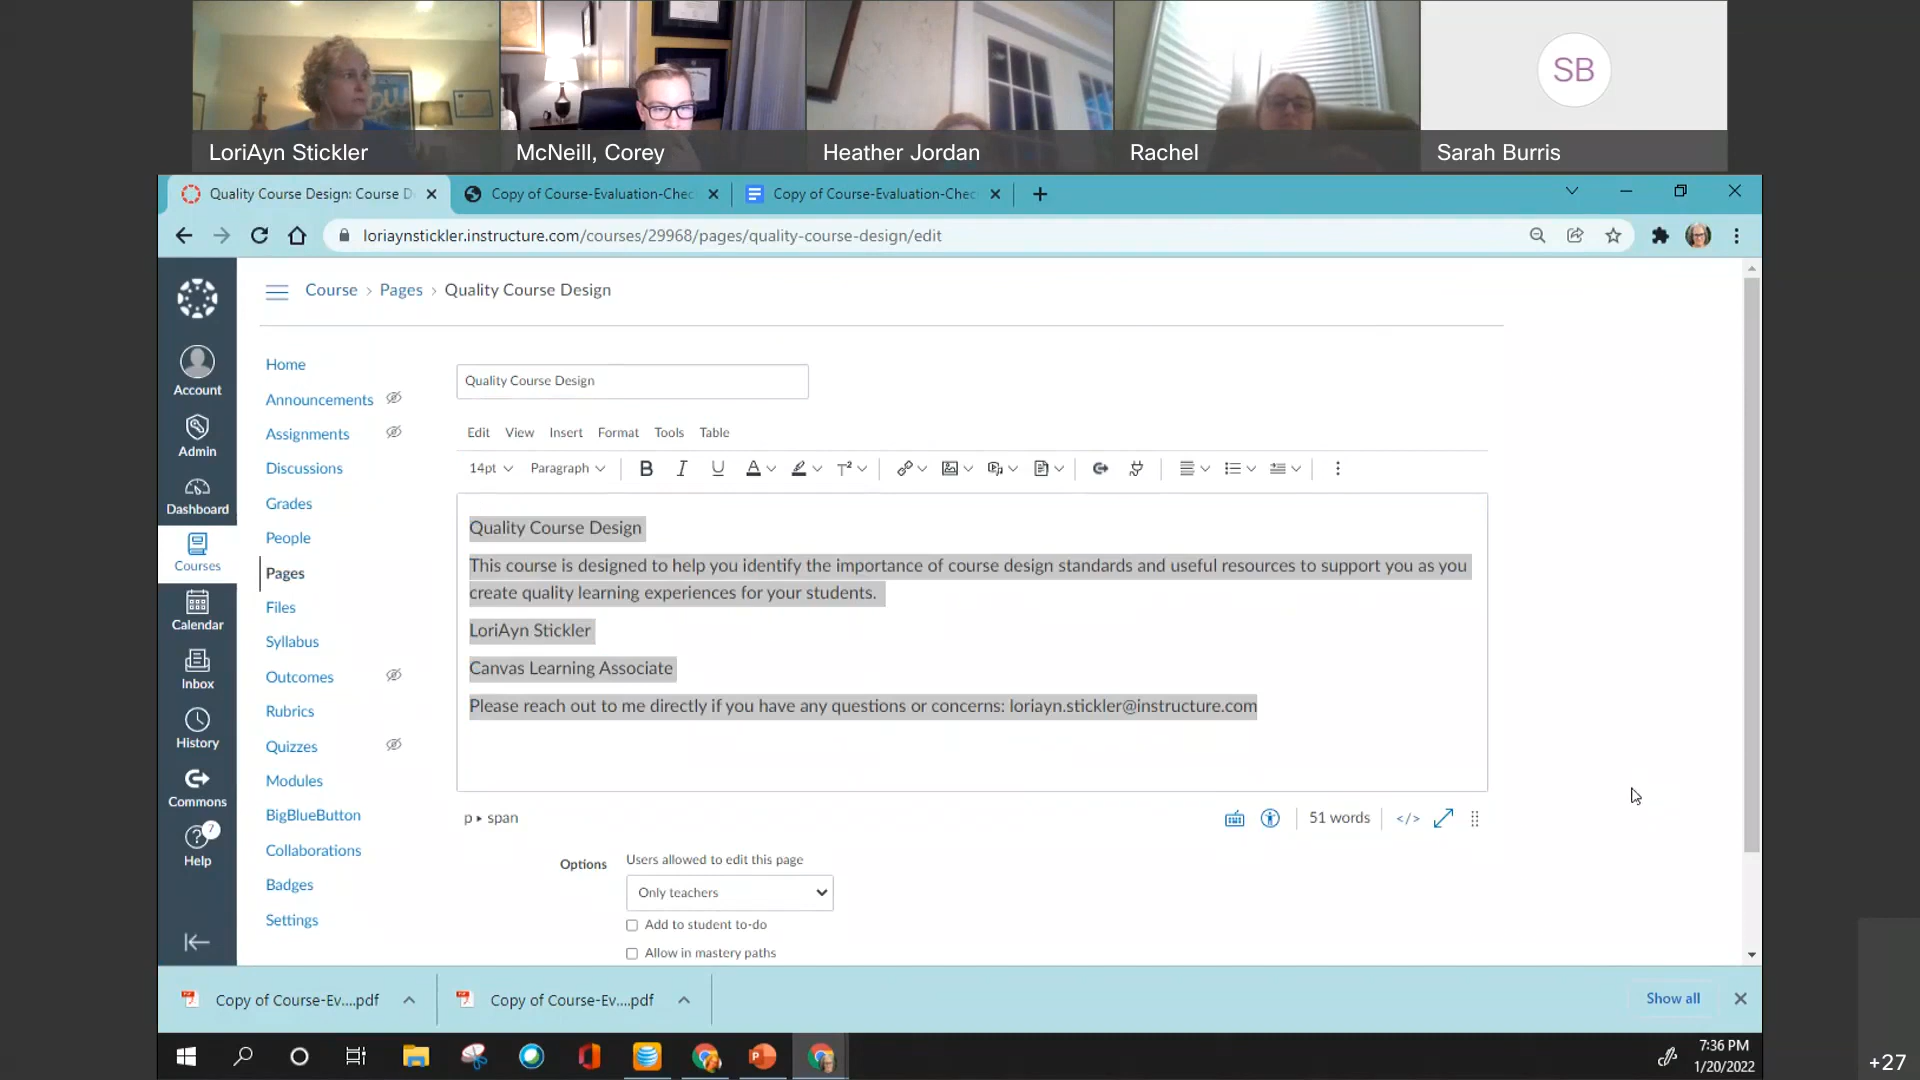 SB
LoriAyn Stickler
McNeill, Corey
Heather Jordan
Rachel
Sarah Burris
Quality Course Design: Course D
Copy of Course-Evaluation-Chec
Copy of Course-Evaluation-Chec
loriaynstickler.instructure.com/courses/29968/pages/quality-course-design/edit
Course > Pages > Quality Course Design
Account
Admin
Dashboard
Courses
Calendar
Inbox
History
Commons
7
Help
Home
Announcements
Assignments
Discussions
Grades
People
Pages
Files
Syllabus
Outcomes
Rubrics
Quizzes
Modules
BigBlueButton
Collaborations
Badges
Settings
Quality Course Design
Edit View Insert Format Tools Table
14pt Paragraph B I U A T²
Quality Course Design
This course is designed to help you identify the importance of course design standards and useful resources to support you as you
create quality learning experiences for your students.
LoriAyn Stickler
Canvas Learning Associate
Please reach out to me directly if you have any questions or concerns: loriayn.stickler@instructure.com
p ▸ span
51 words
</>
Options
Users allowed to edit this page
Only teachers
Add to student to-do
Allow in mastery paths
Copy of Course-Ev....pdf
Copy of Course-Ev....pdf
Show all
7:36 PM
1/20/2022
+27